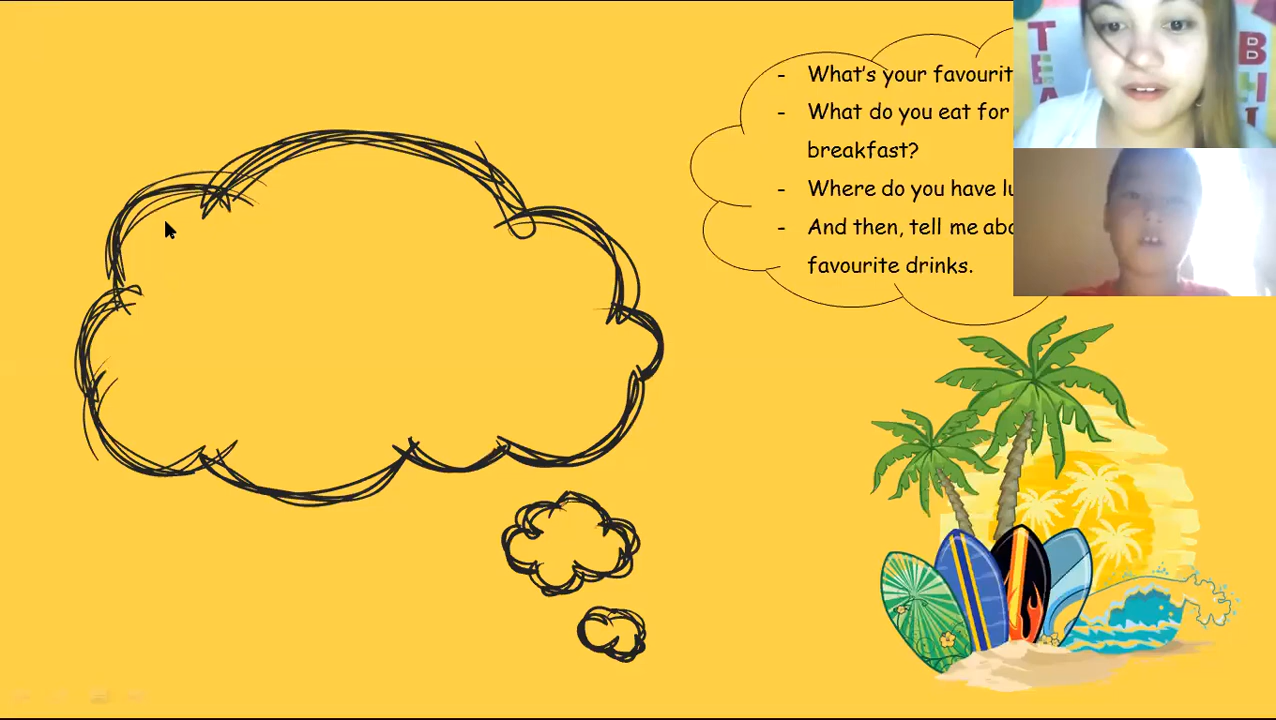 - What's your favourit
- What do you eat for
breakfast?
- Where do you have lu
- And then, tell me abo
favourite drinks.
TEA
B
H
I